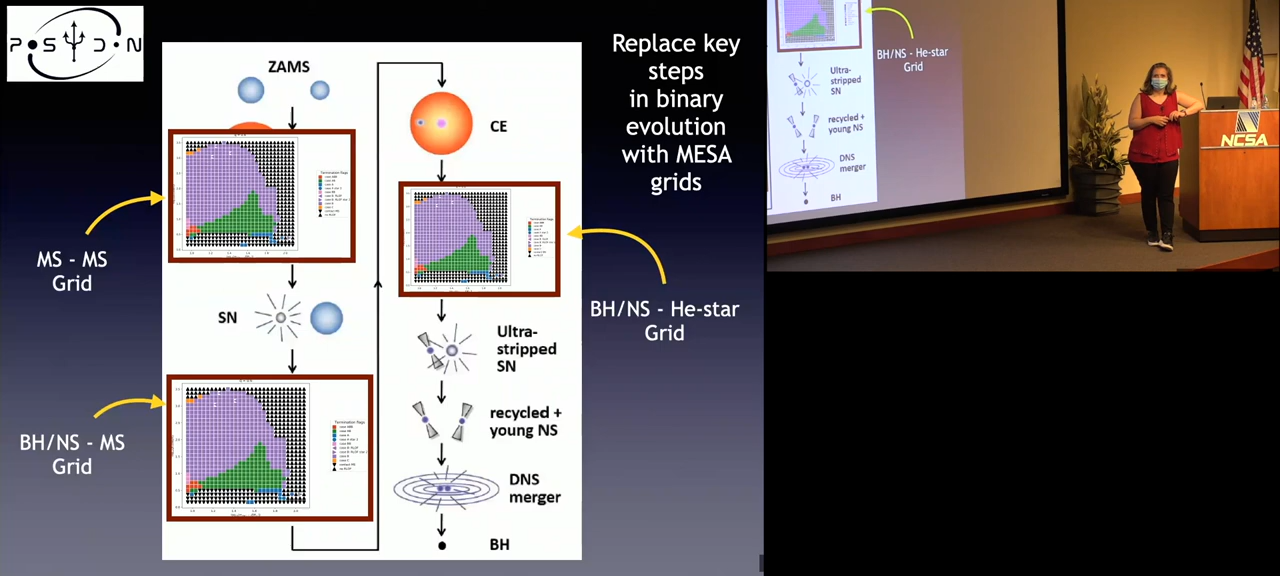 POSYDON
ZAMS
MS - MS
Grid
SN
BH/NS - MS
Grid
CE
Termination flags
BH/NS - He-star
Grid
Ultra-
stripped
SN
recycled +
young NS
DNS
merger
BH
Replace key
steps
in binary
evolution
with MESA
grids
BH/NS - He-star
Grid
Ultra-
stripped
SN
recycled +
young NS
DNS
merger
BH
NCSA